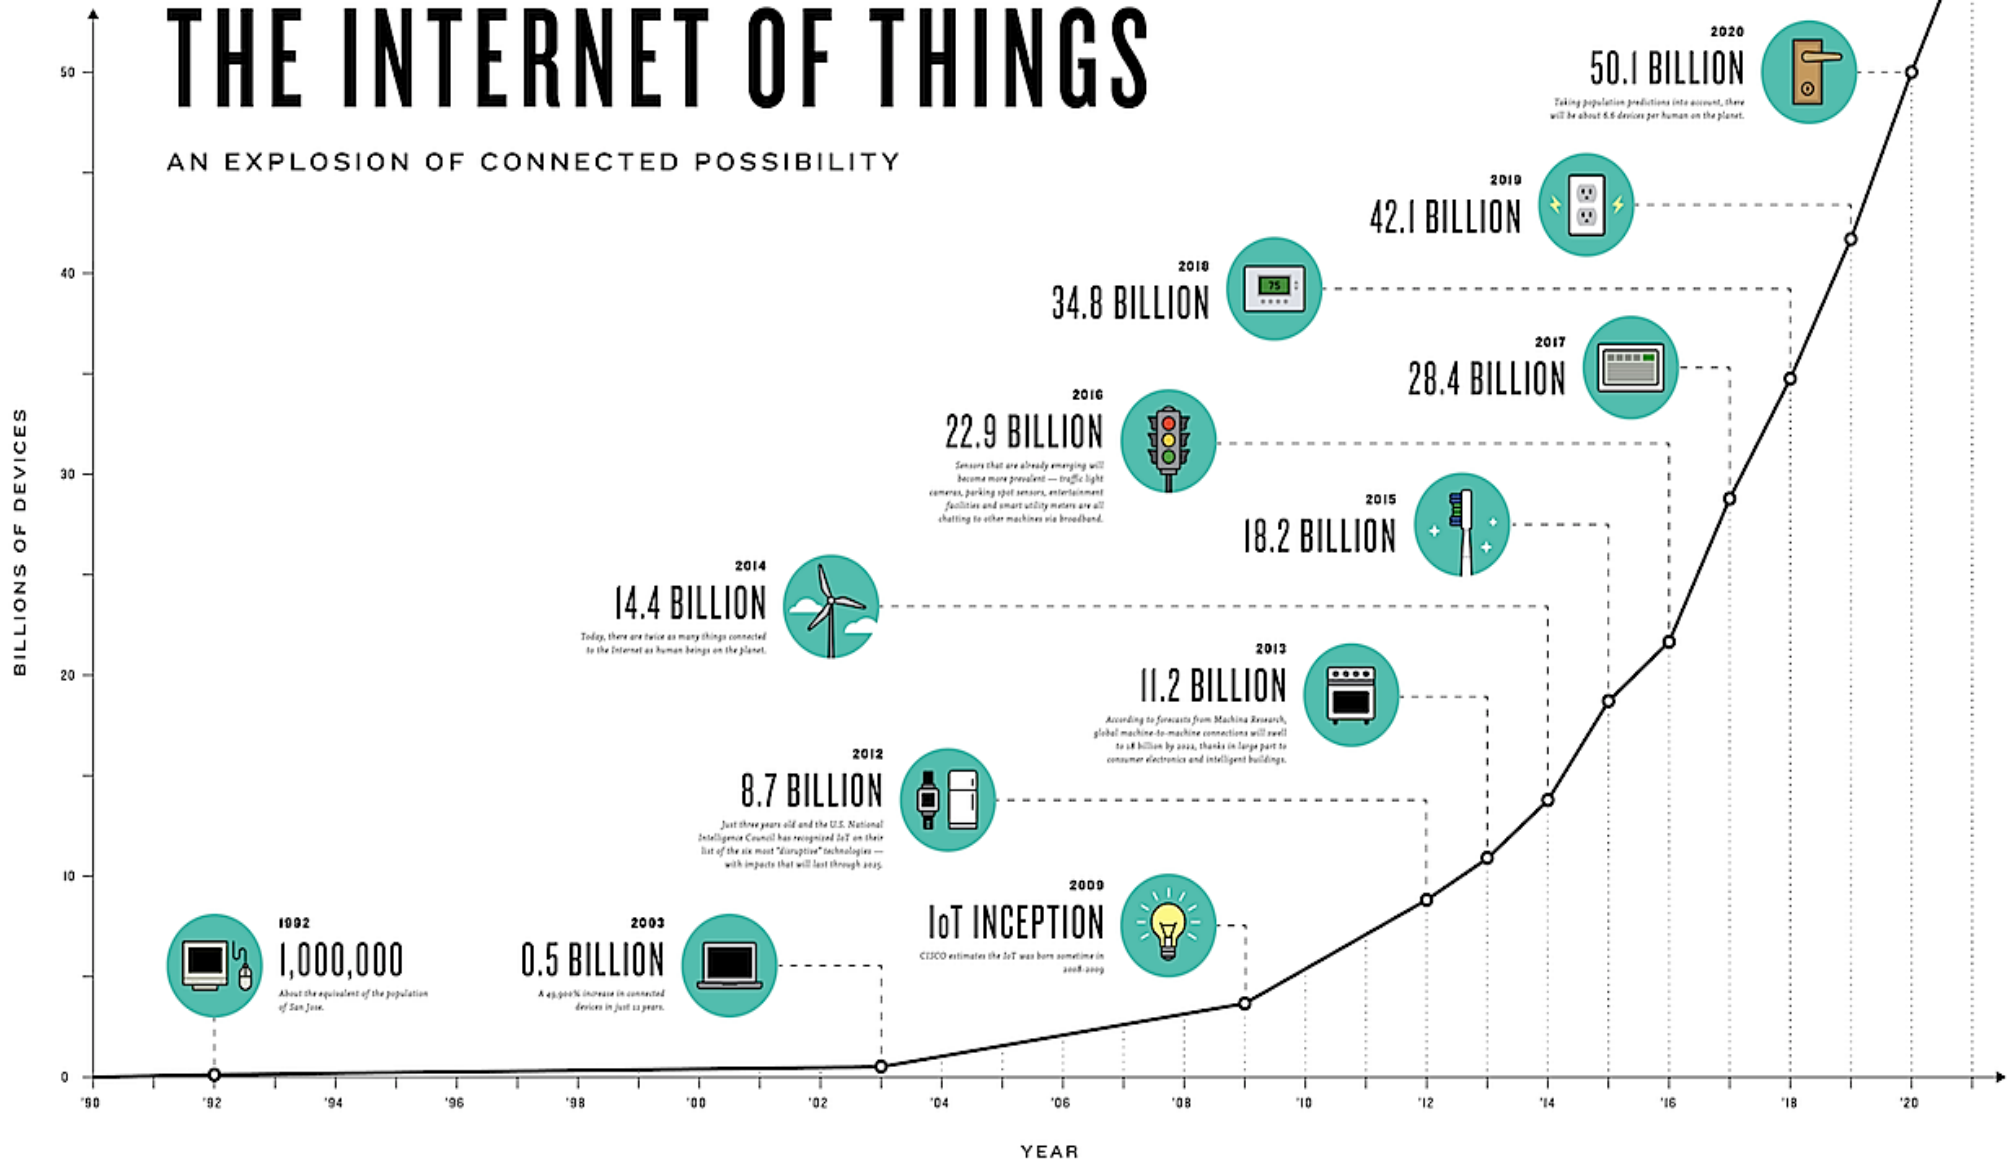 THE INTERNET OF THINGS
AN EXPLOSION OF CONNECTED POSSIBILITY
2020
50.1 BILLION
Taking population predictions into account, there
will be about 6.6 devices per human on the planet.
2019
42.1 BILLION
2018
34.8 BILLION
75
2017
28.4 BILLION
2016
22.9 BILLION
Sensors that are already emerging will
become more prevalent — traffic light
cameras, parking spot sensors, entertainment
facilities and smart utility meters are all
chatting to other machines via broadband.
2015
18.2 BILLION
2014
14.4 BILLION
Today, there are twice as many things connected
to the Internet as human beings on the planet.
2013
11.2 BILLION
According to forecasts from Machina Research,
global machine-to-machine connections will swell
to 18 billion by 2022, thanks in large part to
consumer electronics and intelligent buildings.
2012
8.7 BILLION
Just three years old and the U.S. National
Intelligence Council has recognized IoT on their
list of the six most "disruptive" technologies —
with impacts that will last through 2025.
2009
IoT INCEPTION
CISCO estimates the IoT was born sometime in
2008-2009
2003
0.5 BILLION
A 49,900% increase in connected
devices in just 11 years.
1992
1,000,000
About the equivalent of the population
of San Jose.
BILLIONS OF DEVICES
50
40
30
20
10
0
'90 '92 '94 '96 '98 '00 '02 '04 '06 '08 '10 '12 '14 '16 '18 '20
YEAR